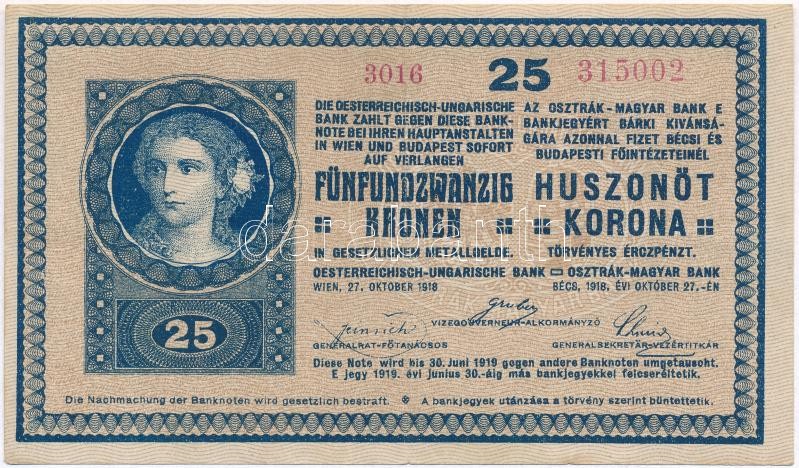 3016 25 315002
DIE OESTERREICHISCH-UNGARISCHE
BANK ZAHLT GEGEN DIESE BANK-
NOTE BEI IHREN HAUPTANSTALTEN
IN WIEN UND BUDAPEST SOFORT
AUF VERLANGEN
FÜNFUNDZWANZIG
KRONEN
IN GESETZLICHEM METALLGELDE.
AZ OSZTRÁK-MAGYAR BANK E
BANKJEGYÉRT BÁRKI KIVÁNSÁ-
GÁRA AZONNAL FIZET BÉCSI ÉS
BUDAPESTI FŐINTÉZETEINÉL
HUSZONÖT
KORONA
TÖRVÉNYES ÉRCZPÉNZT.
OESTERREICHISCH-UNGARISCHE BANK OSZTRÁK-MAGYAR BANK
WIEN, 27. OKTOBER 1918 BÉCS, 1918. ÉVI OKTÓBER 27.-ÉN
Gruber
VIZEGOUVERNEUR-ALKORMÁNYZÓ
GENERALRAT-FŐTANÁCSOS GENERALSEKRETÄR-VEZÉRTITKÁR
25
Diese Note wird bis 30. Juni 1919 gegen andere Banknoten umgetauscht.
E jegy 1919. évi junius 30.-áig más bankjegyekkel felcseréltetik.
Die Nachmachung der Banknoten wird gesetzlich bestraft. * A bankjegyek utánzása a törvény szerint büntettetik.
darabanth